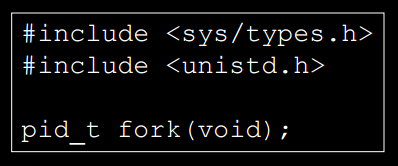 #include <sys/types.h>
#include <unistd.h>
pid_t fork(void);